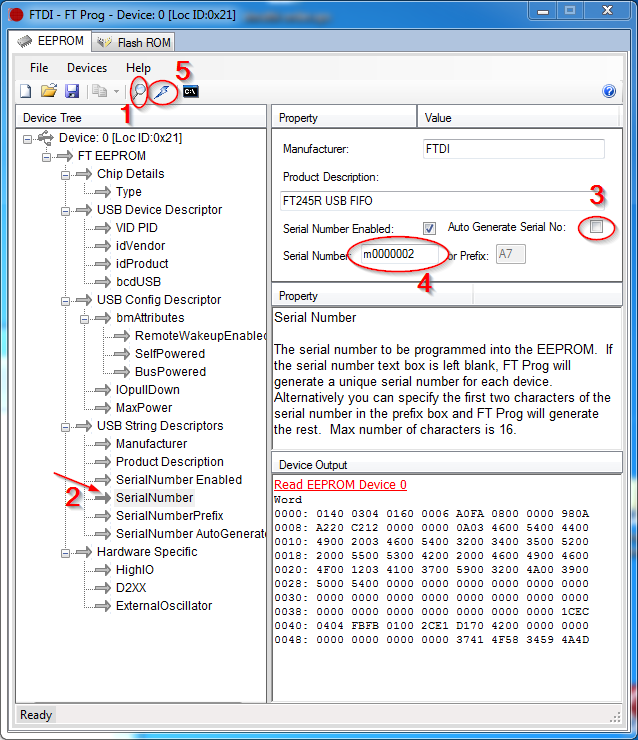 FTDI - FT Prog - Device: 0 [Loc ID:0x21]
EEPROM
Flash ROM
File Devices Help
5
C:\
1
Device Tree
Device: 0 [Loc ID:0x21]
FT EEPROM
Chip Details
Type
USB Device Descriptor
VID PID
idVendor
idProduct
bcdUSB
USB Config Descriptor
bmAttributes
RemoteWakeupEnabled
SelfPowered
BusPowered
IOpullDown
MaxPower
USB String Descriptors
Manufacturer
Product Description
SerialNumber Enabled
2
SerialNumber
SerialNumberPrefix
SerialNumber AutoGenerate
Hardware Specific
HighIO
D2XX
ExternalOscillator
Property Value
Manufacturer: FTDI
Product Description:
3
FT245R USB FIFO
Serial Number Enabled: Auto Generate Serial No:
Serial Number: m0000002 or Prefix: A7
4
Property
Serial Number
The serial number to be programmed into the EEPROM. If
the serial number text box is left blank, FT Prog will
generate a unique serial number for each device.
Alternatively you can specify the first two characters of the
serial number in the prefix box and FT Prog will generate
the rest. Max number of characters is 16.
Device Output
Read EEPROM Device 0
Word
0000: 0140 0304 0160 0006 A0FA 0800 0000 980A
0008: A220 C212 0000 0000 0A03 4600 5400 4400
0010: 4900 2003 4600 5400 3200 3400 3500 5200
0018: 2000 5500 5300 4200 2000 4600 4900 4600
0020: 4F00 1203 4100 3700 5900 3200 4A00 3900
0028: 5000 5400 0000 0000 0000 0000 0000 0000
0030: 0000 0000 0000 0000 0000 0000 0000 0000
0038: 0000 0000 0000 0000 0000 0000 0000 1CEC
0040: 0404 FBFB 0100 2CE1 D170 4200 0000 0000
0048: 0000 0000 0000 0000 3741 4F58 3459 4A4D
Ready